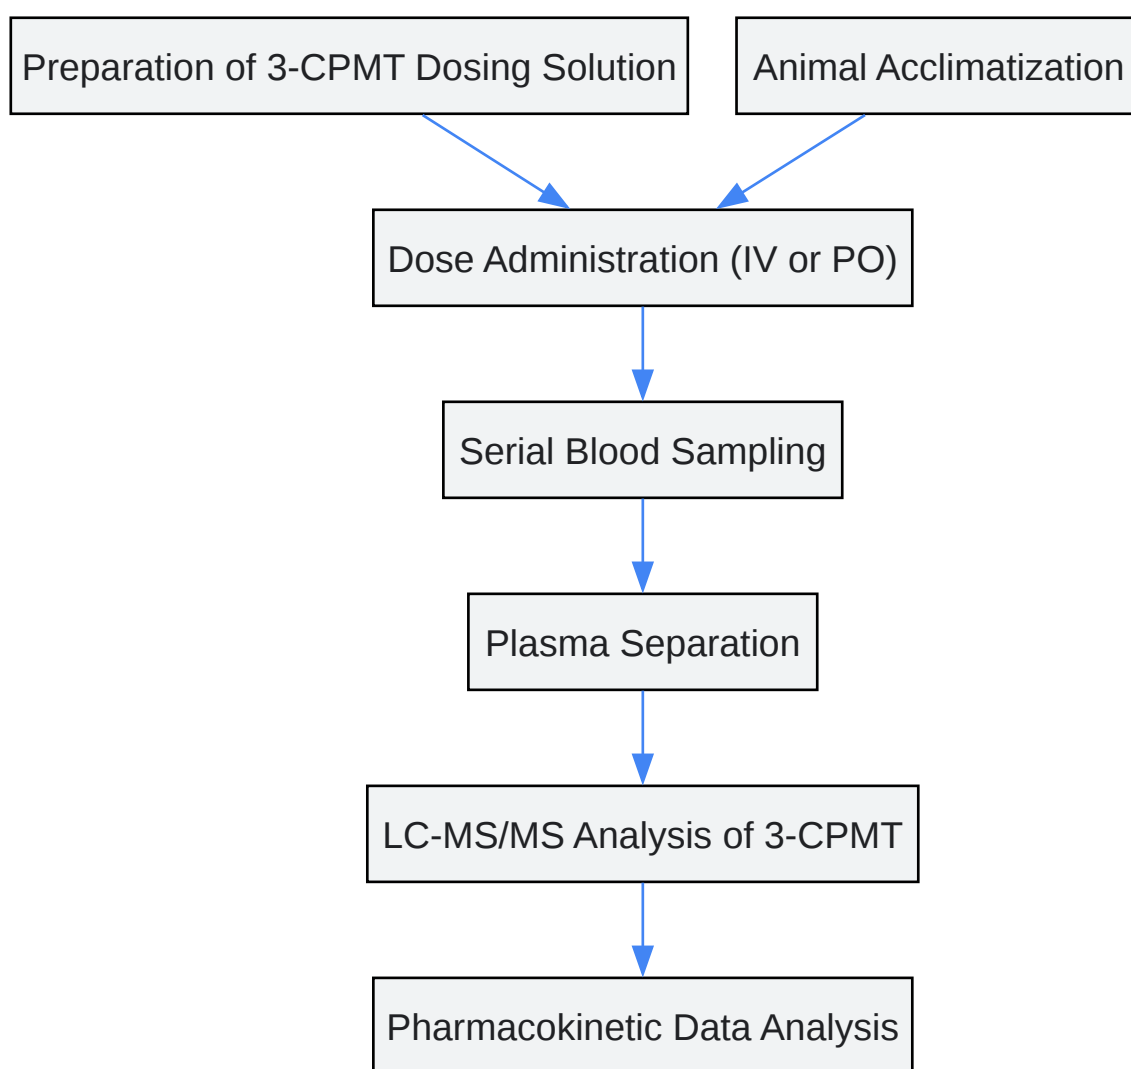 Preparation of 3-CPMT Dosing Solution
Animal Acclimatization
Dose Administration (IV or PO)
Serial Blood Sampling
Plasma Separation
LC-MS/MS Analysis of 3-CPMT
Pharmacokinetic Data Analysis